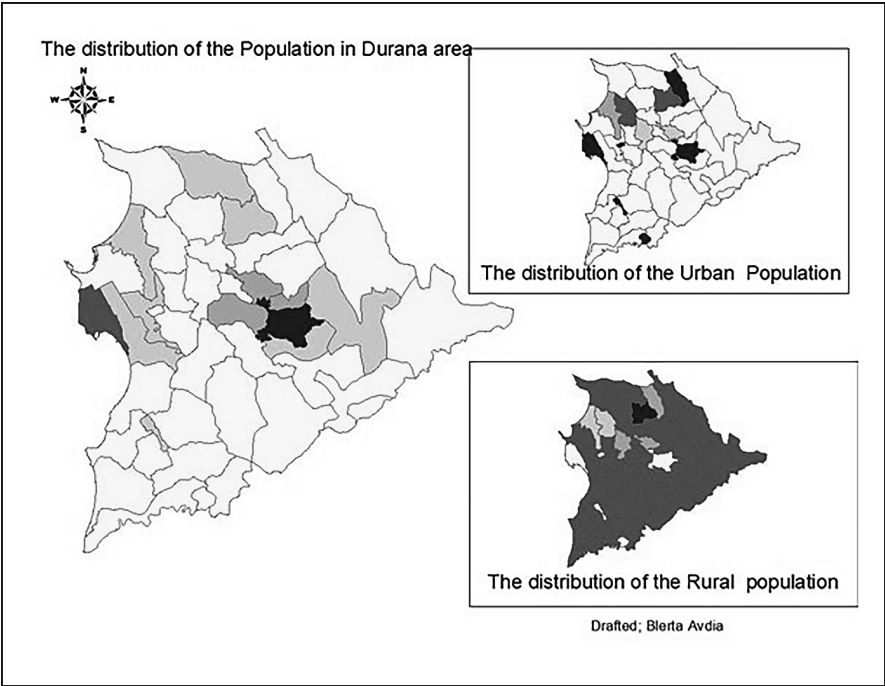 The distribution of the Population in Durana area
N
W E
S
The distribution of the Urban Population
The distribution of the Rural population
Drafted; Blerta Avdia